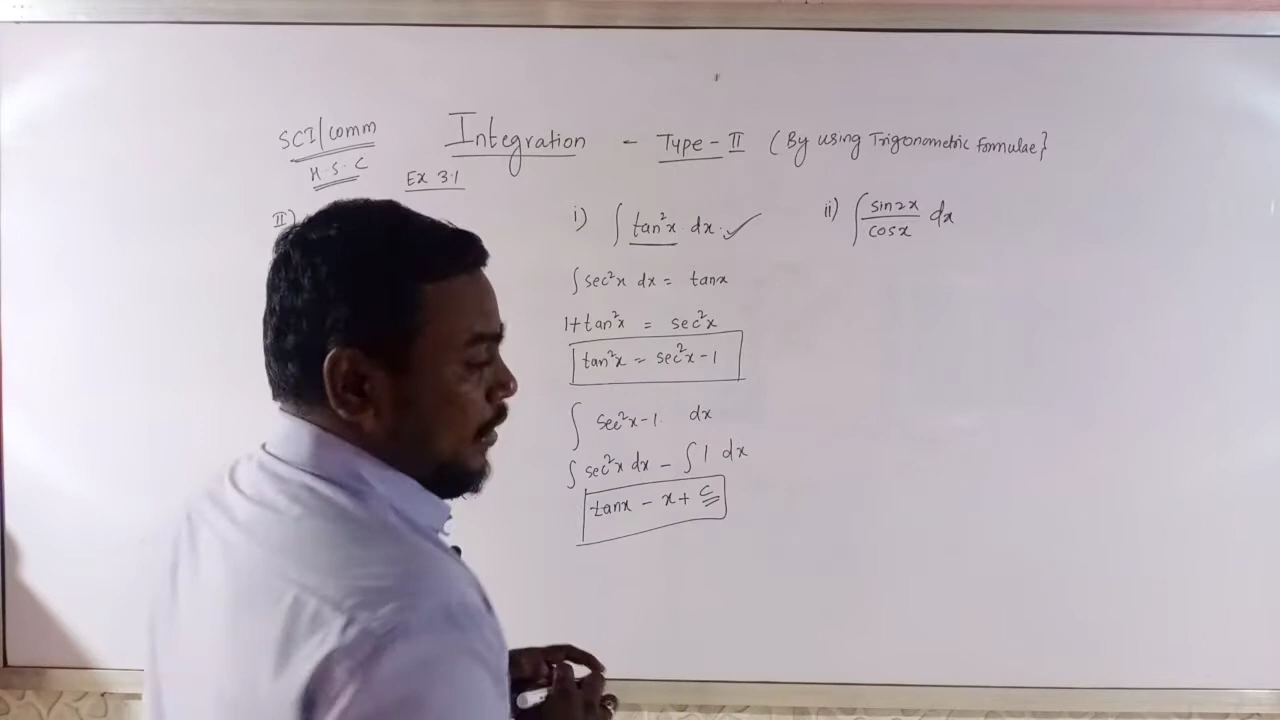 SCI/comm
H.S.C
Integration - Type-II (By using Trigonometric formulae}
Ex 3.1
II)
i) ∫ tan²x dx. ✓
ii) ∫ sin2x/cosx dx
∫ sec²x dx = tanx
1+tan²x = sec²x
tan²x = sec²x-1
∫ sec²x-1 dx
∫ sec²x dx - ∫ 1 dx
tanx - x + c